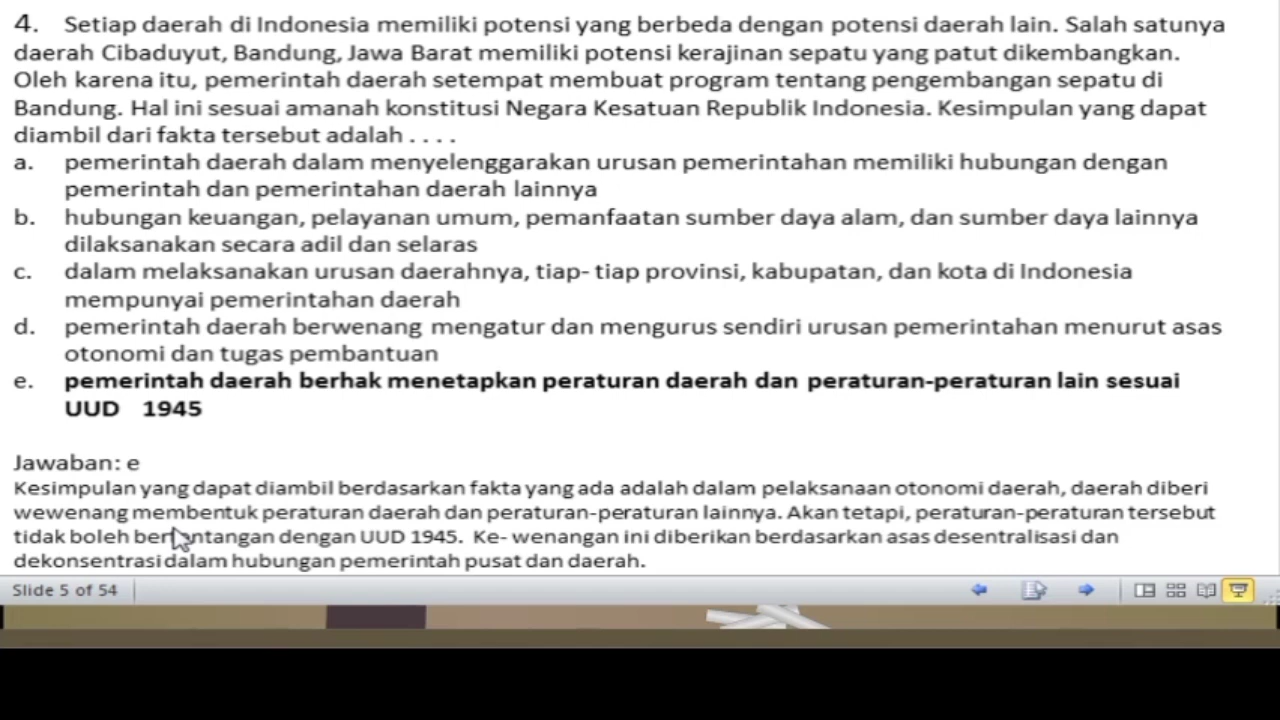 4. Setiap daerah di Indonesia memiliki potensi yang berbeda dengan potensi daerah lain. Salah satunya
daerah Cibaduyut, Bandung, Jawa Barat memiliki potensi kerajinan sepatu yang patut dikembangkan.
Oleh karena itu, pemerintah daerah setempat membuat program tentang pengembangan sepatu di
Bandung. Hal ini sesuai amanah konstitusi Negara Kesatuan Republik Indonesia. Kesimpulan yang dapat
diambil dari fakta tersebut adalah . . . .
a. pemerintah daerah dalam menyelenggarakan urusan pemerintahan memiliki hubungan dengan
pemerintah dan pemerintahan daerah lainnya
b. hubungan keuangan, pelayanan umum, pemanfaatan sumber daya alam, dan sumber daya lainnya
dilaksanakan secara adil dan selaras
c. dalam melaksanakan urusan daerahnya, tiap- tiap provinsi, kabupatan, dan kota di Indonesia
mempunyai pemerintahan daerah
d. pemerintah daerah berwenang mengatur dan mengurus sendiri urusan pemerintahan menurut asas
otonomi dan tugas pembantuan
e. pemerintah daerah berhak menetapkan peraturan daerah dan peraturan-peraturan lain sesuai
UUD 1945
Jawaban: e
Kesimpulan yang dapat diambil berdasarkan fakta yang ada adalah dalam pelaksanaan otonomi daerah, daerah diberi
wewenang membentuk peraturan daerah dan peraturan-peraturan lainnya. Akan tetapi, peraturan-peraturan tersebut
tidak boleh bertentangan dengan UUD 1945. Ke- wenangan ini diberikan berdasarkan asas desentralisasi dan
dekonsentrasi dalam hubungan pemerintah pusat dan daerah.
Slide 5 of 54